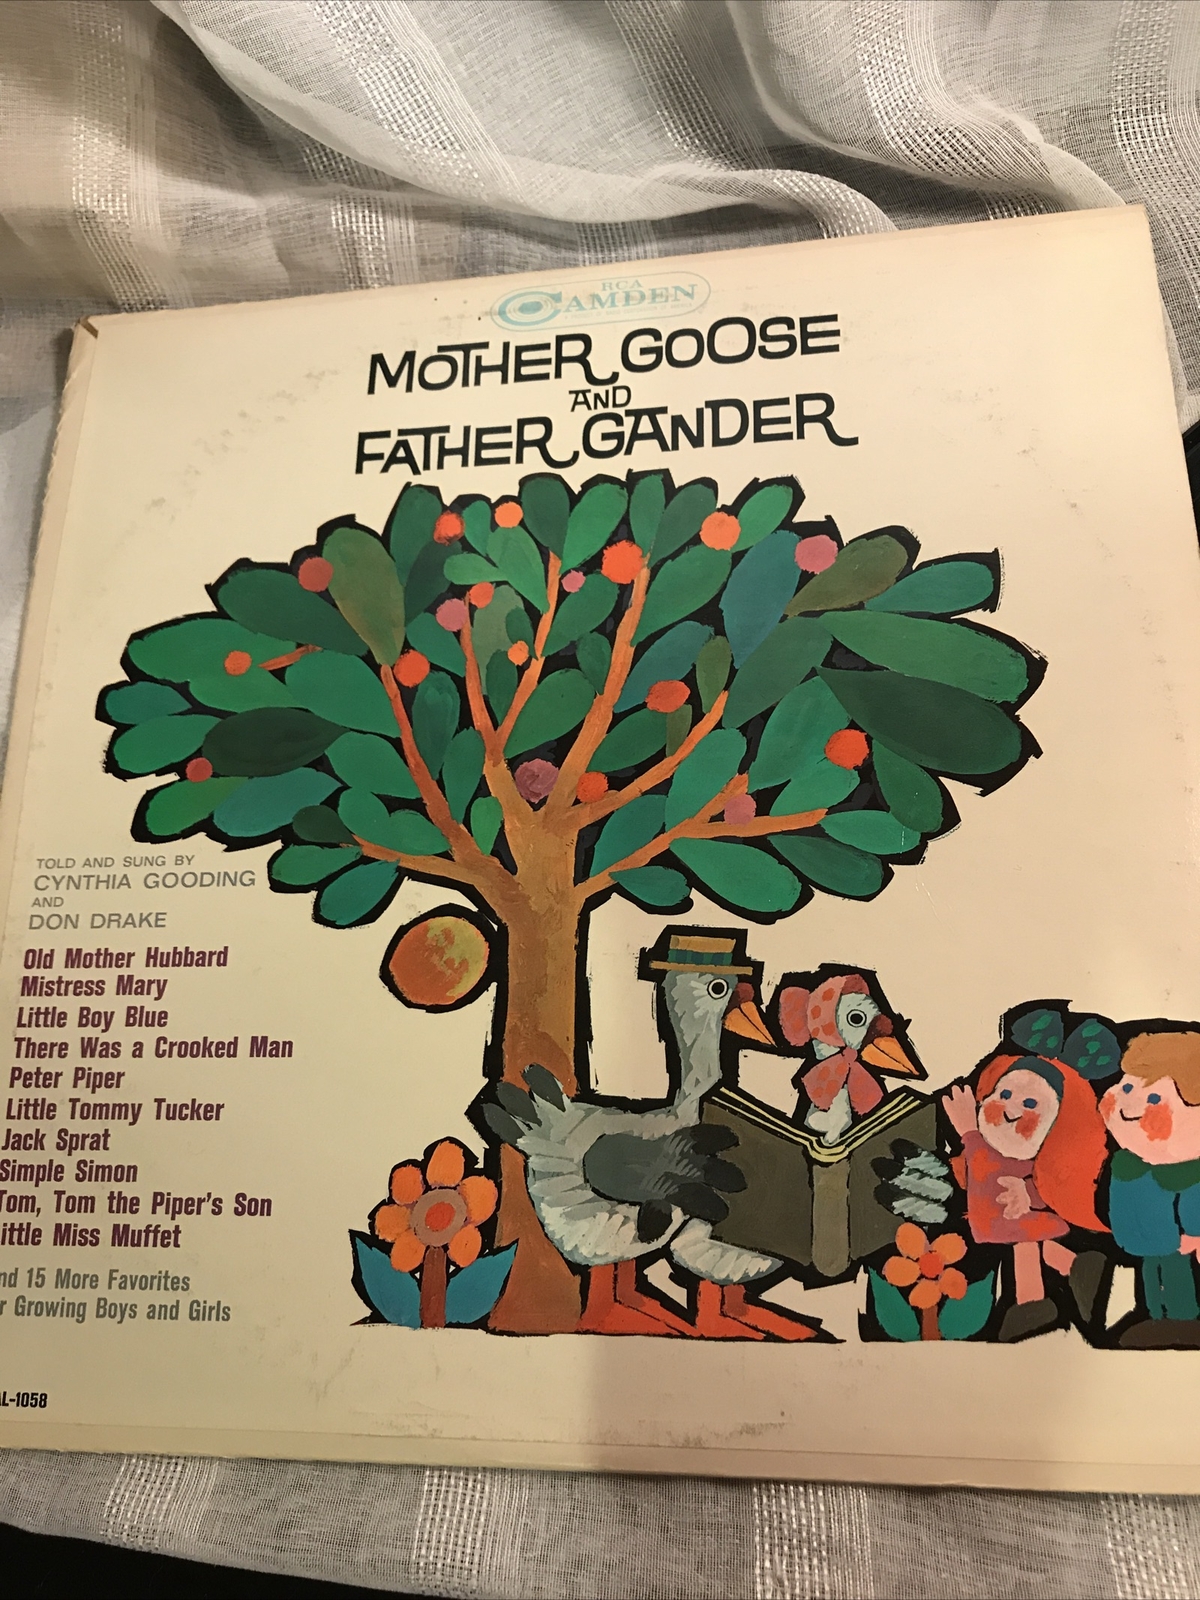 RCA
CAMDEN
MOTHER GOOSE
AND
FATHER GANDER
TOLD AND SUNG BY
CYNTHIA GOODING
AND
DON DRAKE
Old Mother Hubbard
Mistress Mary
Little Boy Blue
There Was a Crooked Man
Peter Piper
Little Tommy Tucker
Jack Sprat
Simple Simon
Tom, Tom the Piper's Son
ittle Miss Muffet
nd 15 More Favorites
r Growing Boys and Girls
AL-1058